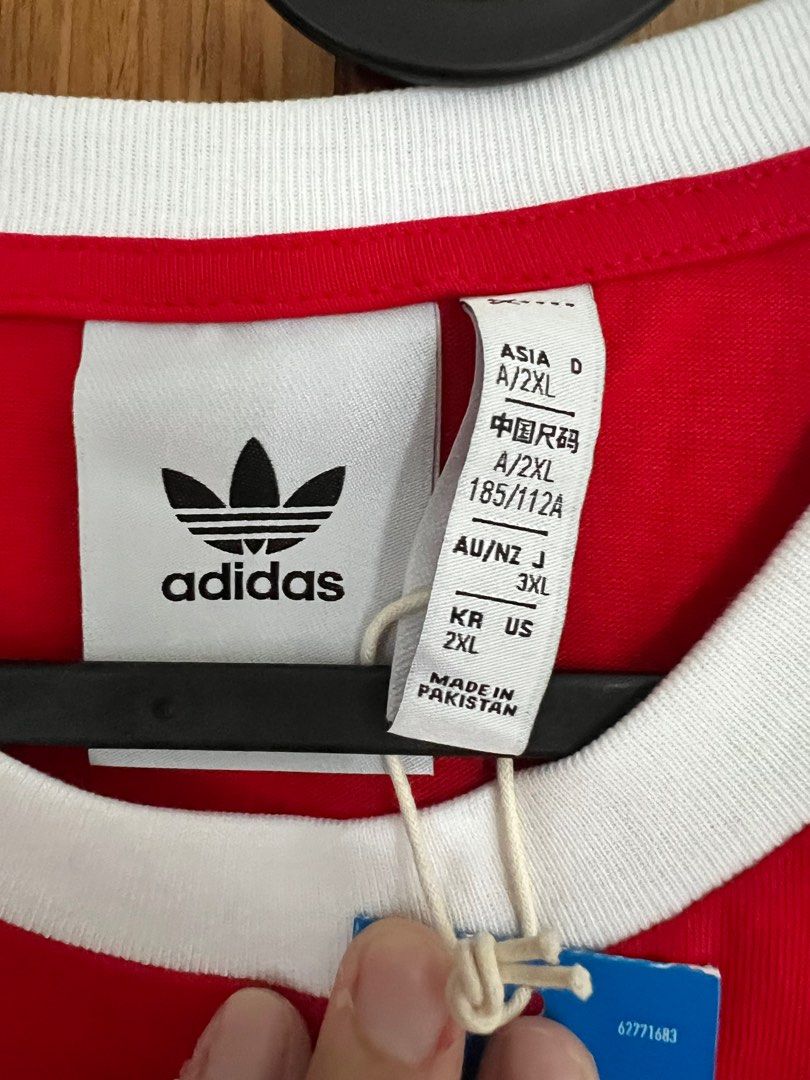 adidas
ASIA D
A/2XL
中国尺码
A/2XL
185/112A
AU/NZ J
3XL
KR US
2XL
MADE IN
PAKISTAN
62771683